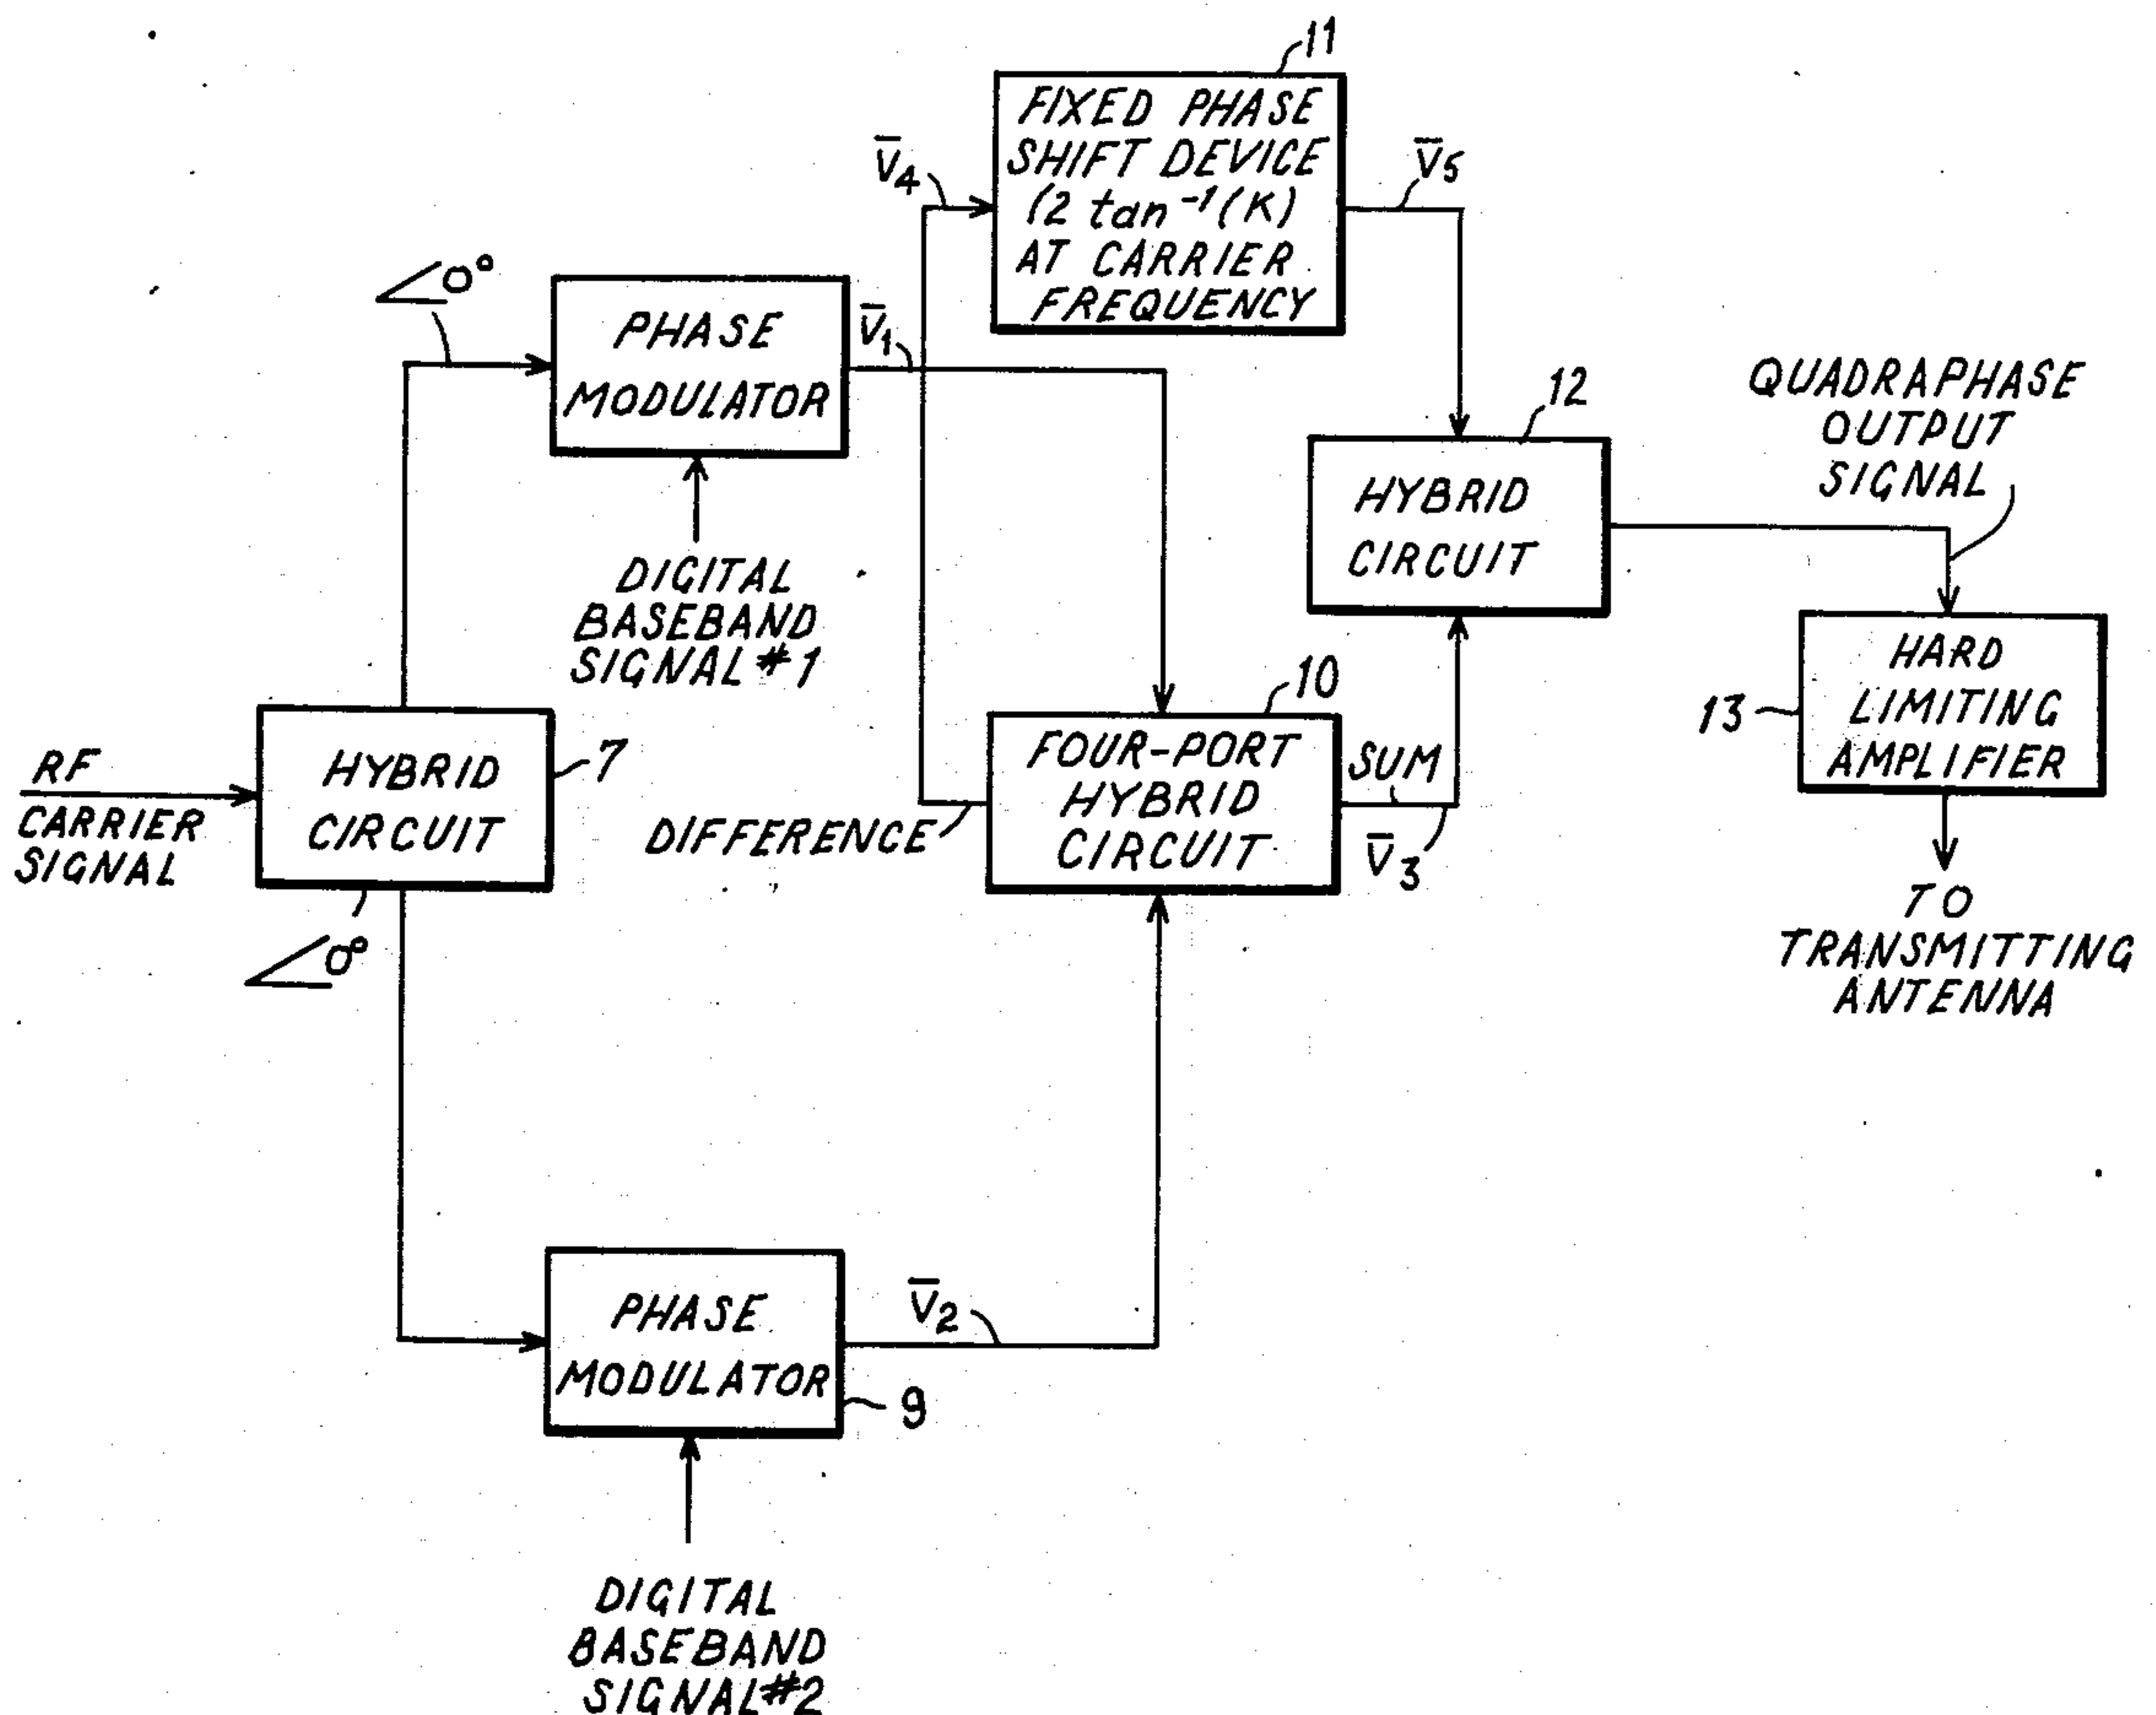 11
FIXED PHASE
SHIFT DEVICE
(2 tan⁻¹(K)
AT CARRIER
FREQUENCY
V̅4
V̅5
∠0°
PHASE
MODULATOR
V̅1
DIGITAL
BASEBAND
SIGNAL #1
12
HYBRID
CIRCUIT
QUADRAPHASE
OUTPUT
SIGNAL
HARD
LIMITING
AMPLIFIER
13
TO
TRANSMITTING
ANTENNA
RF
CARRIER
SIGNAL
HYBRID
CIRCUIT
7
∠0°
DIFFERENCE
10
FOUR-PORT
HYBRID
CIRCUIT
SUM
V̅3
PHASE
MODULATOR
9
V̅2
DIGITAL
BASEBAND
SIGNAL #2